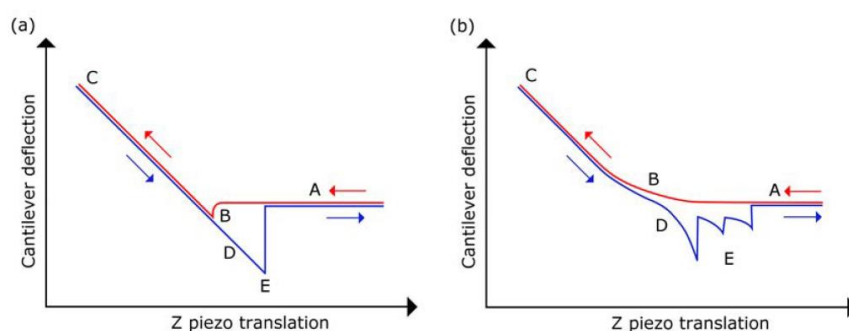 (a)
Cantilever deflection
C
A
B
D
E
Z piezo translation
(b)
Cantilever deflection
C
B
A
D
E
Z piezo translation